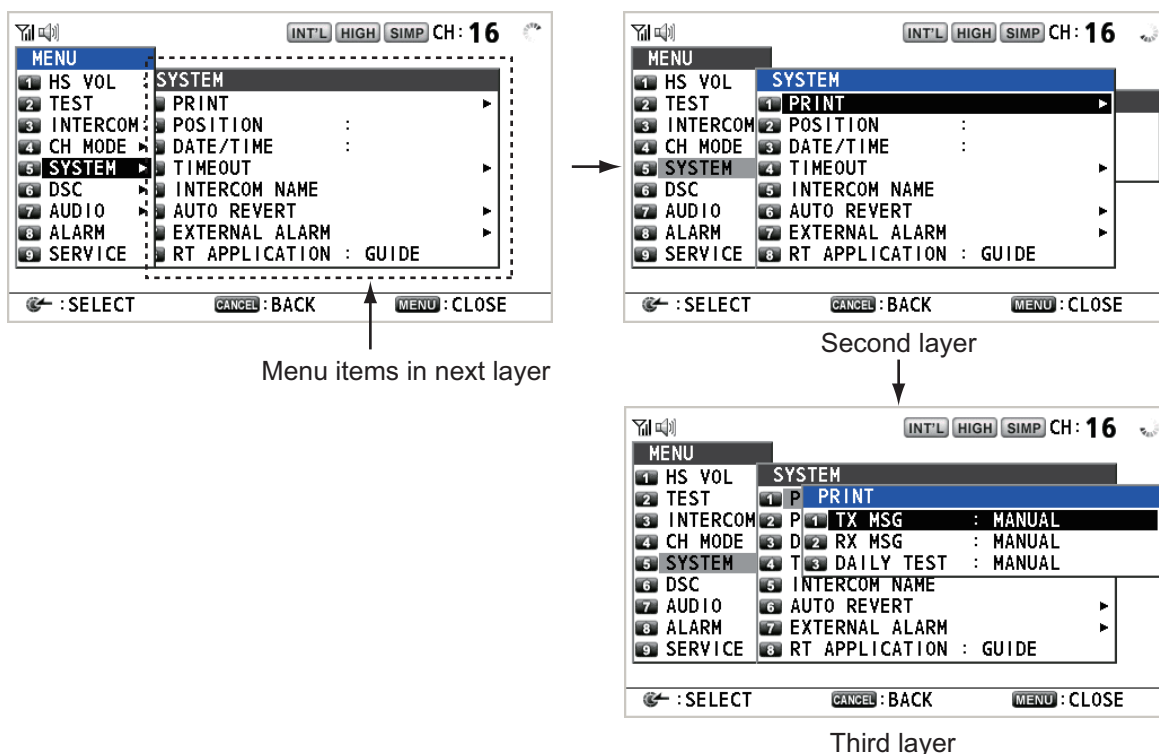 INT'L HIGH SIMP CH: 16
MENU
1 HS VOL :
2 TEST
3 INTERCOM :
4 CH MODE ▶
5 SYSTEM ▶
6 DSC ▶
7 AUDIO ▶
8 ALARM
9 SERVICE
SYSTEM
PRINT ▶
POSITION :
DATE/TIME :
TIMEOUT ▶
INTERCOM NAME
AUTO REVERT ▶
EXTERNAL ALARM ▶
RT APPLICATION : GUIDE
: SELECT CANCEL : BACK MENU : CLOSE
Menu items in next layer
INT'L HIGH SIMP CH: 16
MENU
1 HS VOL
2 TEST
3 INTERCOM
4 CH MODE
5 SYSTEM
6 DSC
7 AUDIO
8 ALARM
9 SERVICE
SYSTEM
1 PRINT ▶
2 POSITION :
3 DATE/TIME :
4 TIMEOUT ▶
5 INTERCOM NAME
6 AUTO REVERT ▶
7 EXTERNAL ALARM ▶
8 RT APPLICATION : GUIDE
: SELECT CANCEL : BACK MENU : CLOSE
Second layer
INT'L HIGH SIMP CH: 16
MENU
1 HS VOL
2 TEST
3 INTERCOM
4 CH MODE
5 SYSTEM
6 DSC
7 AUDIO
8 ALARM
9 SERVICE
SYSTEM
1 P
2 P
3 D
4 T
5 INTERCOM NAME
6 AUTO REVERT ▶
7 EXTERNAL ALARM ▶
8 RT APPLICATION : GUIDE
PRINT
1 TX MSG : MANUAL
2 RX MSG : MANUAL
3 DAILY TEST : MANUAL
: SELECT CANCEL : BACK MENU : CLOSE
Third layer